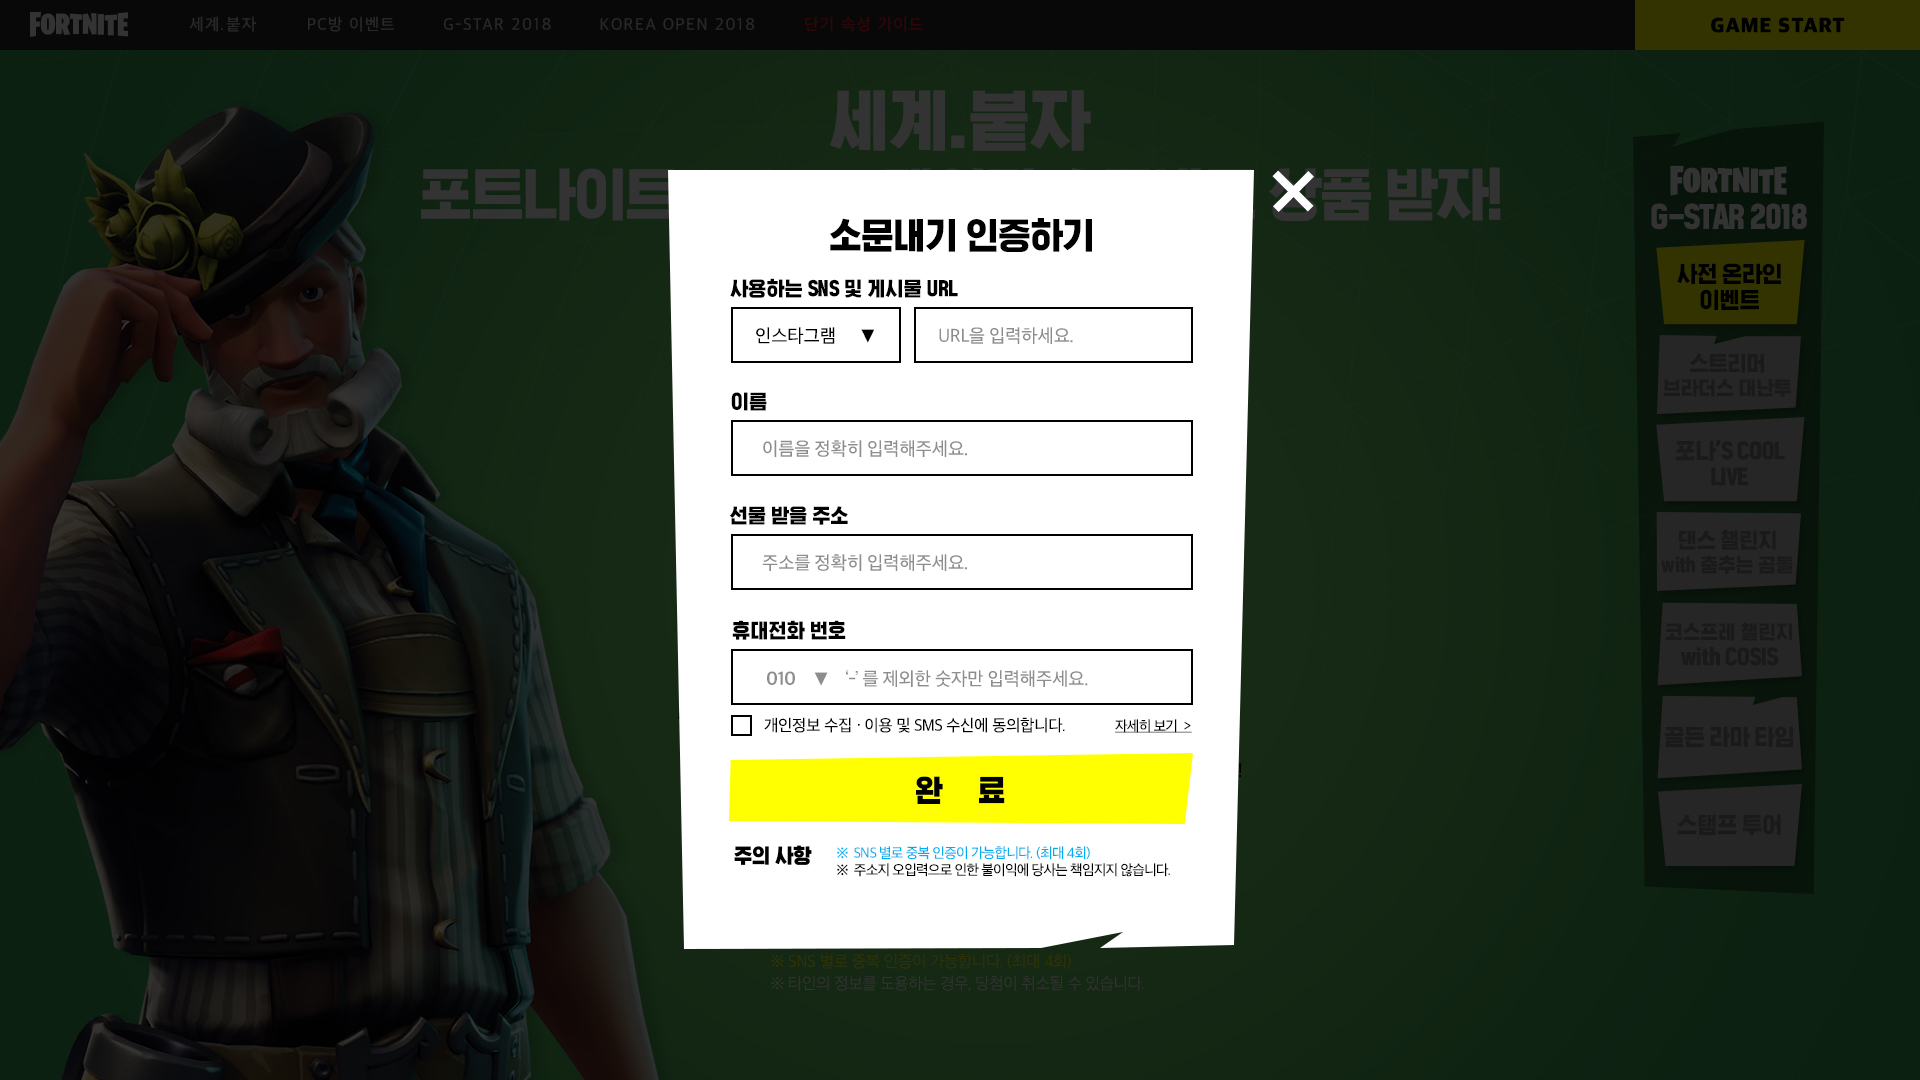 FORTNITE
세계.붙자
PC방 이벤트
G-STAR 2018
KOREA OPEN 2018
단기 속성 가이드
GAME START
세계.붙자
포트나이트
상품 받자!
소문내기 인증하기
사용하는 SNS 및 게시물 URL
인스타그램 ▼
URL을 입력하세요.
이름
이름을 정확히 입력해주세요.
선물 받을 주소
주소를 정확히 입력해주세요.
휴대전화 번호
010 ▼ '-' 를 제외한 숫자만 입력해주세요.
개인정보 수집 · 이용 및 SMS 수신에 동의합니다.
자세히 보기 >
완 료
주의 사항
※ SNS 별로 중복 인증이 가능합니다. (최대 4회)
※ 주소지 오입력으로 인한 불이익에 당사는 책임지지 않습니다.
※ SNS 별로 중복 인증이 가능합니다. (최대 4회)
※ 타인의 정보를 도용하는 경우, 당첨이 취소될 수 있습니다.
FORTNITE
G-STAR 2018
사전 온라인
이벤트
스트리머
브라더스 대난투
포나's COOL
LIVE
댄스 챌린지
with 춤추는 곰돌
코스프레 챌린지
with COSIS
골든 라마 타임
스탬프 투어